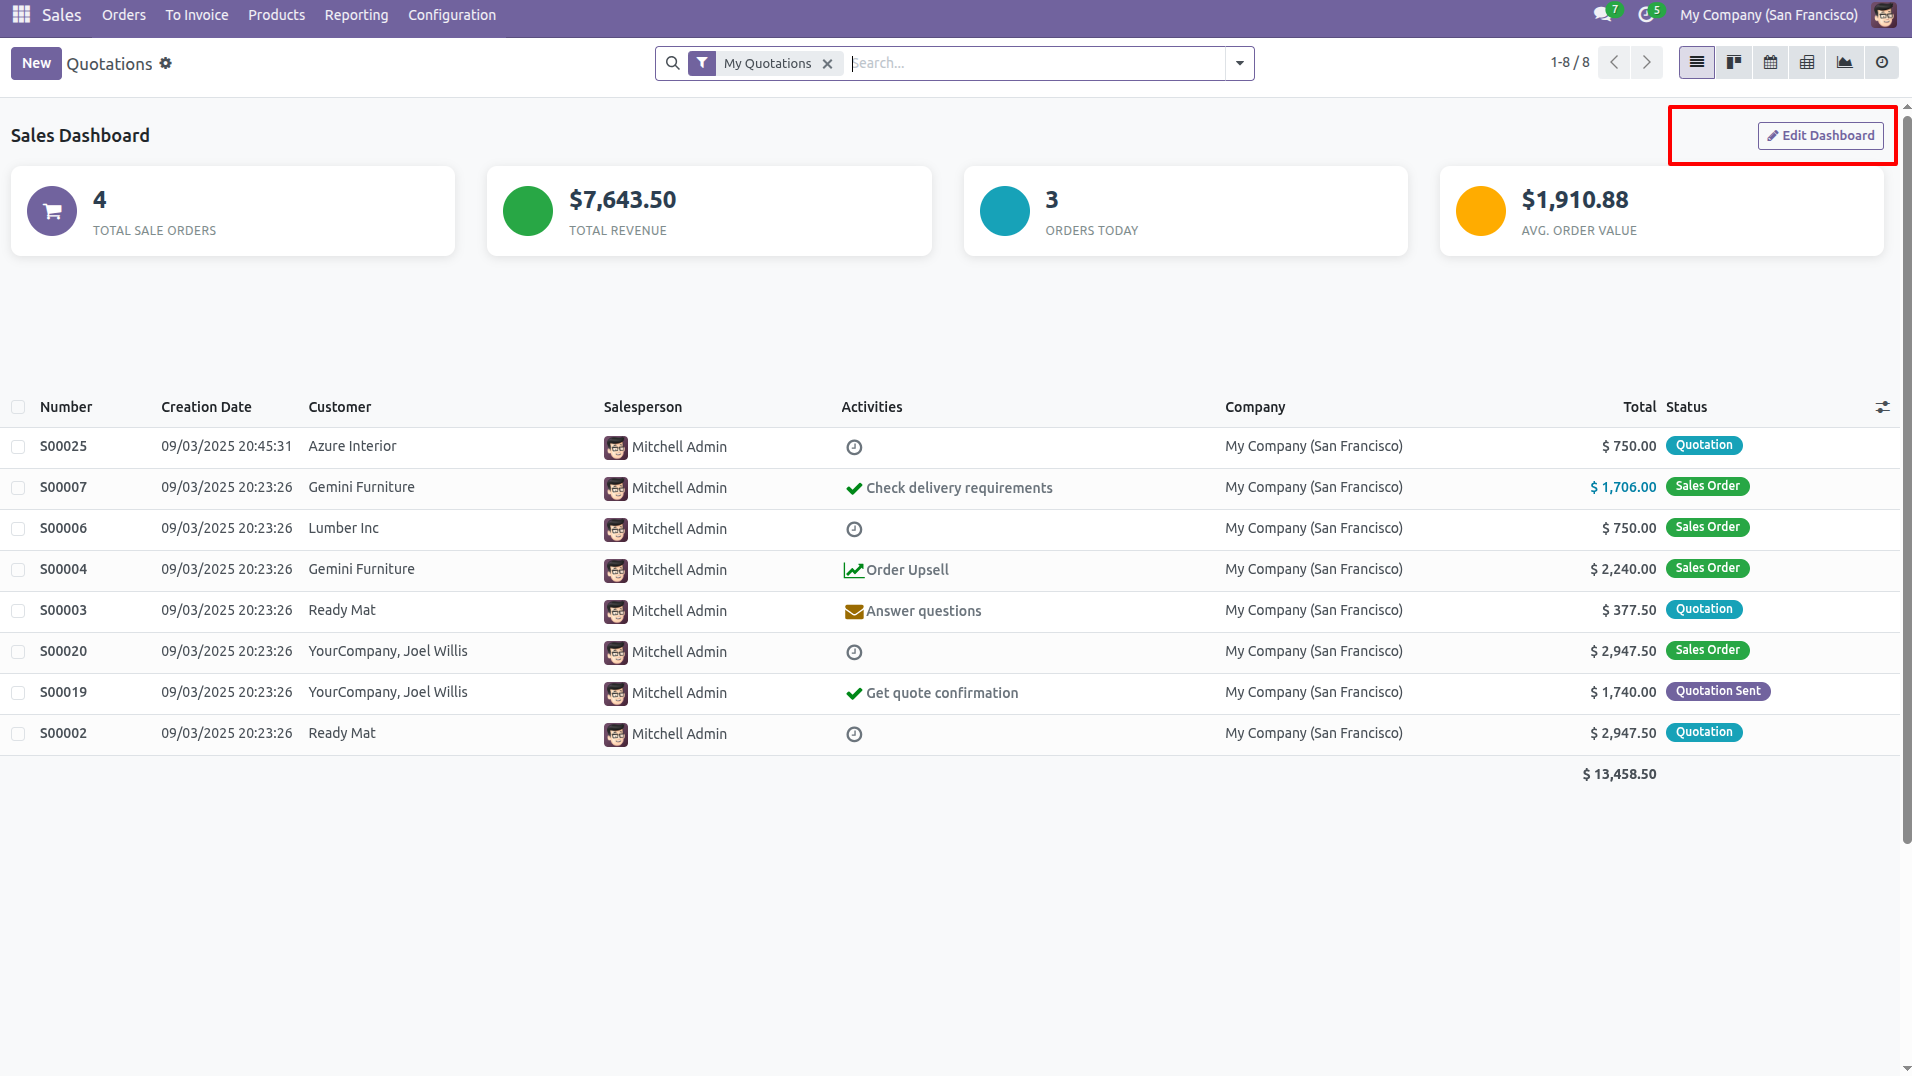 Sales Orders To Invoice Products Reporting Configuration 7 5 My Company (San Francisco)
New Quotations My Quotations Search... 1-8 / 8
Sales Dashboard Edit Dashboard
4 $7,643.50 3 $1,910.88
TOTAL SALE ORDERS TOTAL REVENUE ORDERS TODAY AVG. ORDER VALUE
Number Creation Date Customer Salesperson Activities Company Total Status
S00025 09/03/2025 20:45:31 Azure Interior Mitchell Admin My Company (San Francisco) $ 750.00 Quotation
S00007 09/03/2025 20:23:26 Gemini Furniture Mitchell Admin Check delivery requirements My Company (San Francisco) $ 1,706.00 Sales Order
S00006 09/03/2025 20:23:26 Lumber Inc Mitchell Admin My Company (San Francisco) $ 750.00 Sales Order
S00004 09/03/2025 20:23:26 Gemini Furniture Mitchell Admin Order Upsell My Company (San Francisco) $ 2,240.00 Sales Order
S00003 09/03/2025 20:23:26 Ready Mat Mitchell Admin Answer questions My Company (San Francisco) $ 377.50 Quotation
S00020 09/03/2025 20:23:26 YourCompany, Joel Willis Mitchell Admin My Company (San Francisco) $ 2,947.50 Sales Order
S00019 09/03/2025 20:23:26 YourCompany, Joel Willis Mitchell Admin Get quote confirmation My Company (San Francisco) $ 1,740.00 Quotation Sent
S00002 09/03/2025 20:23:26 Ready Mat Mitchell Admin My Company (San Francisco) $ 2,947.50 Quotation
$ 13,458.50